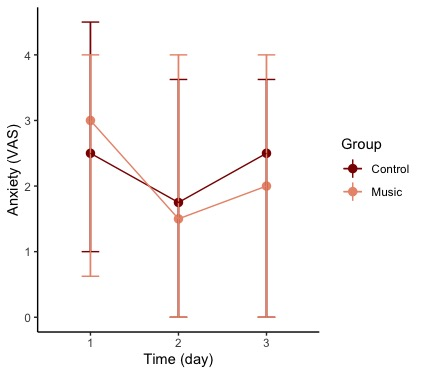 Anxiety (VAS)
4
3
2
1
0
1 2 3
Time (day)
Group
Control
Music